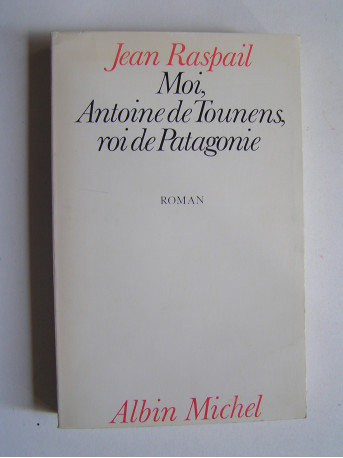 Jean Raspail
Moi,
Antoine de Tounens,
roi de Patagonie
ROMAN
Albin Michel